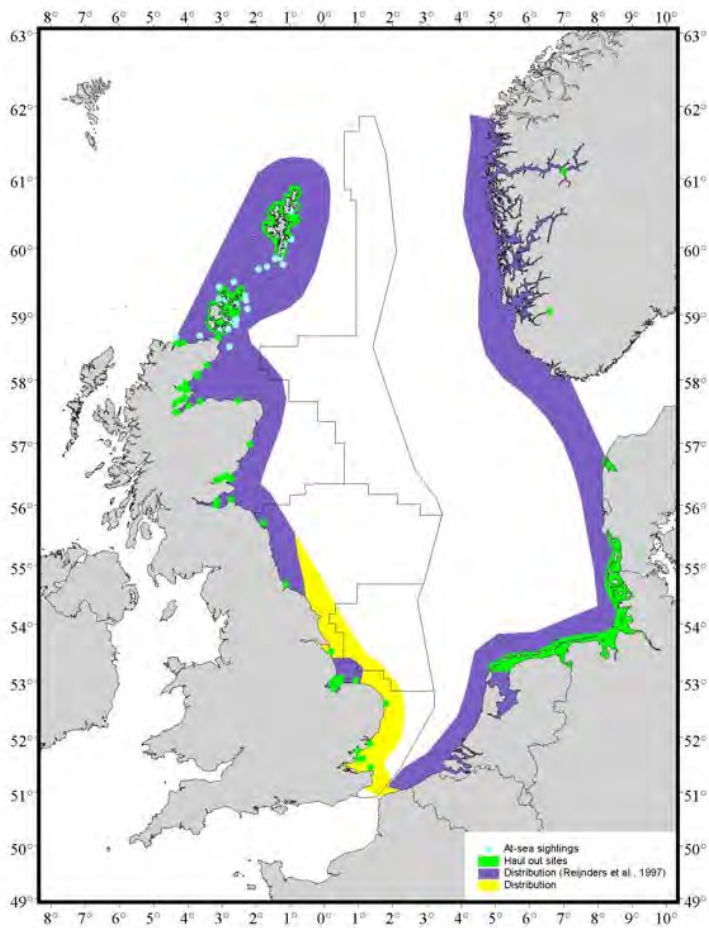 8° 7° 6° 5° 4° 3° 2° 1° 0° 1° 2° 3° 4° 5° 6° 7° 8° 9° 10°
63° 63°
62° 62°
61° 61°
60° 60°
59° 59°
58° 58°
57° 57°
56° 56°
55° 55°
54° 54°
53° 53°
52° 52°
51° 51°
50° 50°
49° 49°
At-sea sightings
Haul out sites
Distribution (Reijnders et al., 1997)
Distribution
8° 7° 6° 5° 4° 3° 2° 1° 0° 1° 2° 3° 4° 5° 6° 7° 8° 9° 10°